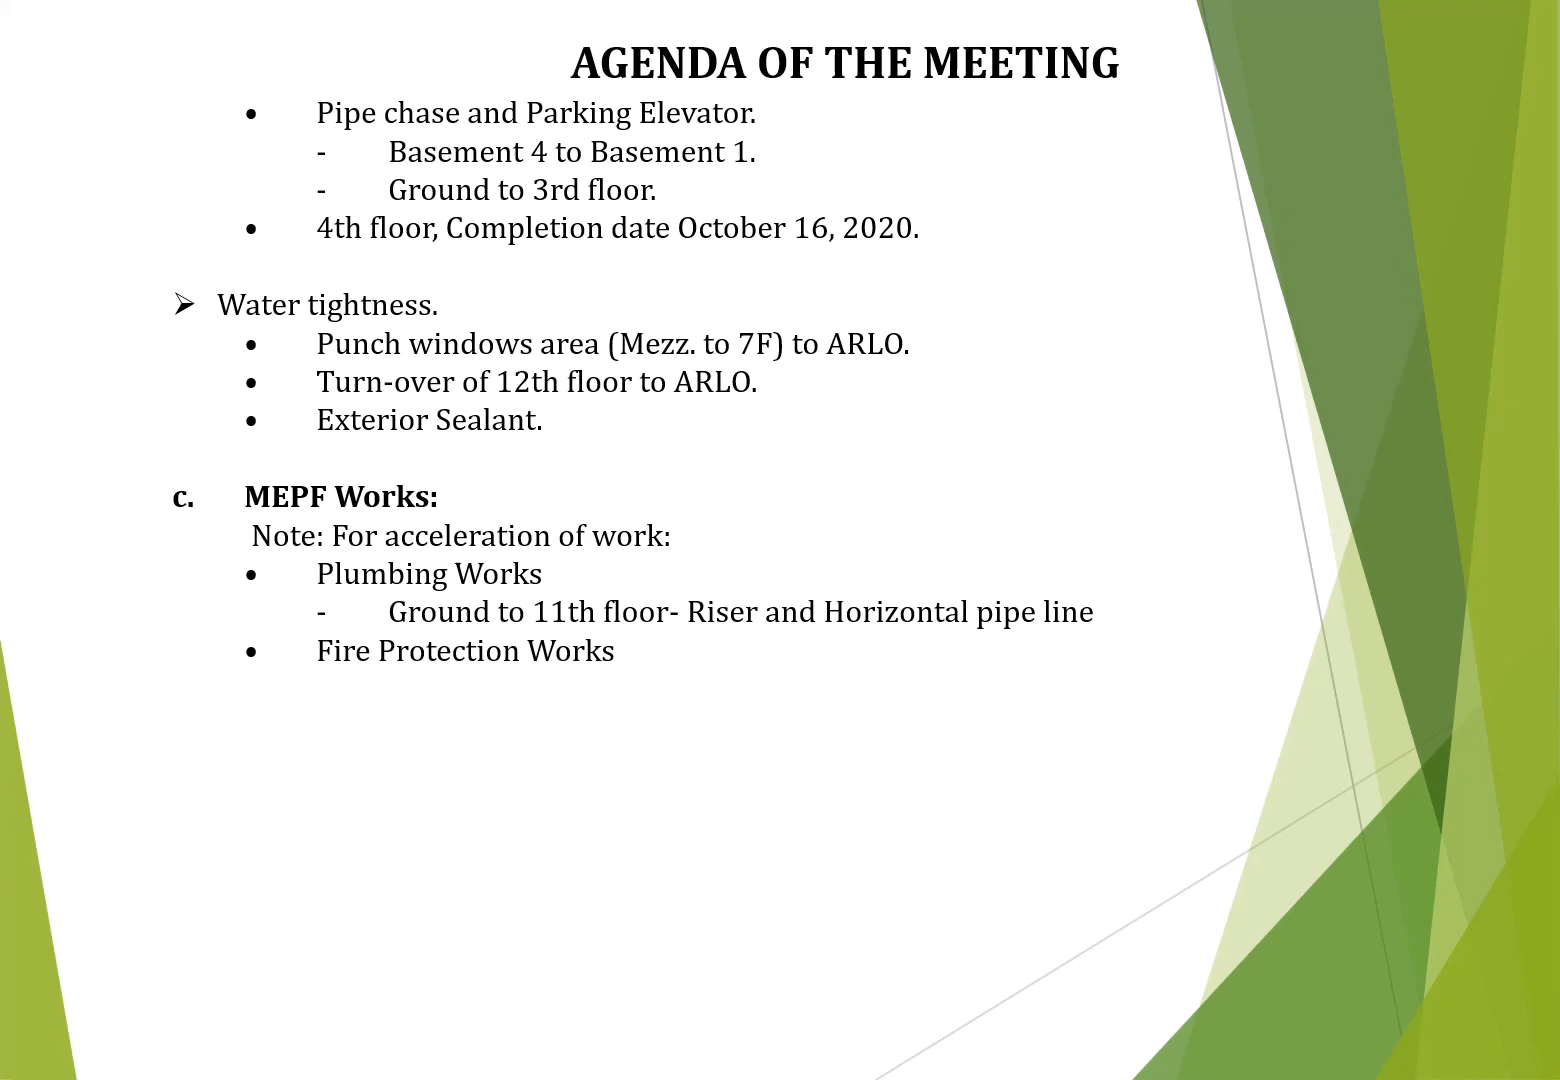 AGENDA OF THE MEETING
• Pipe chase and Parking Elevator.
- Basement 4 to Basement 1.
- Ground to 3rd floor.
• 4th floor, Completion date October 16, 2020.
➢ Water tightness.
• Punch windows area (Mezz. to 7F) to ARLO.
• Turn-over of 12th floor to ARLO.
• Exterior Sealant.
c. MEPF Works:
Note: For acceleration of work:
• Plumbing Works
- Ground to 11th floor- Riser and Horizontal pipe line
• Fire Protection Works